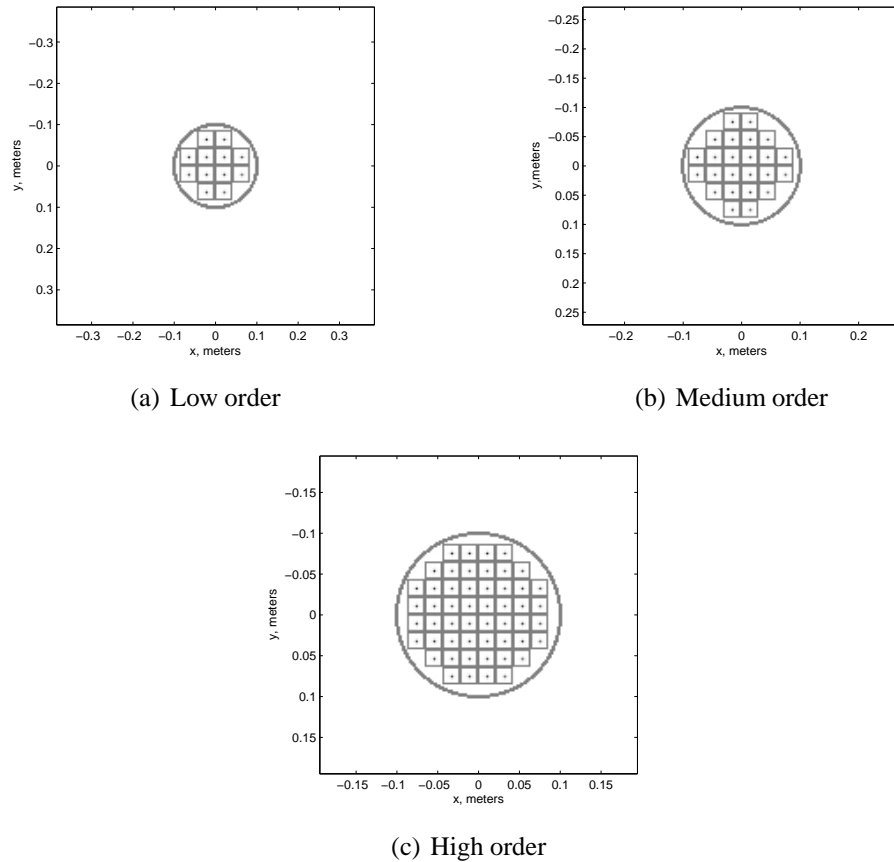 −0.3
−0.2
−0.1
0
0.1
0.2
0.3
y, meters
−0.3 −0.2 −0.1 0 0.1 0.2 0.3
x, meters
(a) Low order
−0.25
−0.2
−0.15
−0.1
−0.05
0
0.05
0.1
0.15
0.2
0.25
y,meters
−0.2 −0.1 0 0.1 0.2
x, meters
(b) Medium order
−0.15
−0.1
−0.05
0
0.05
0.1
0.15
y, meters
−0.15 −0.1 −0.05 0 0.05 0.1 0.15
x, meters
(c) High order